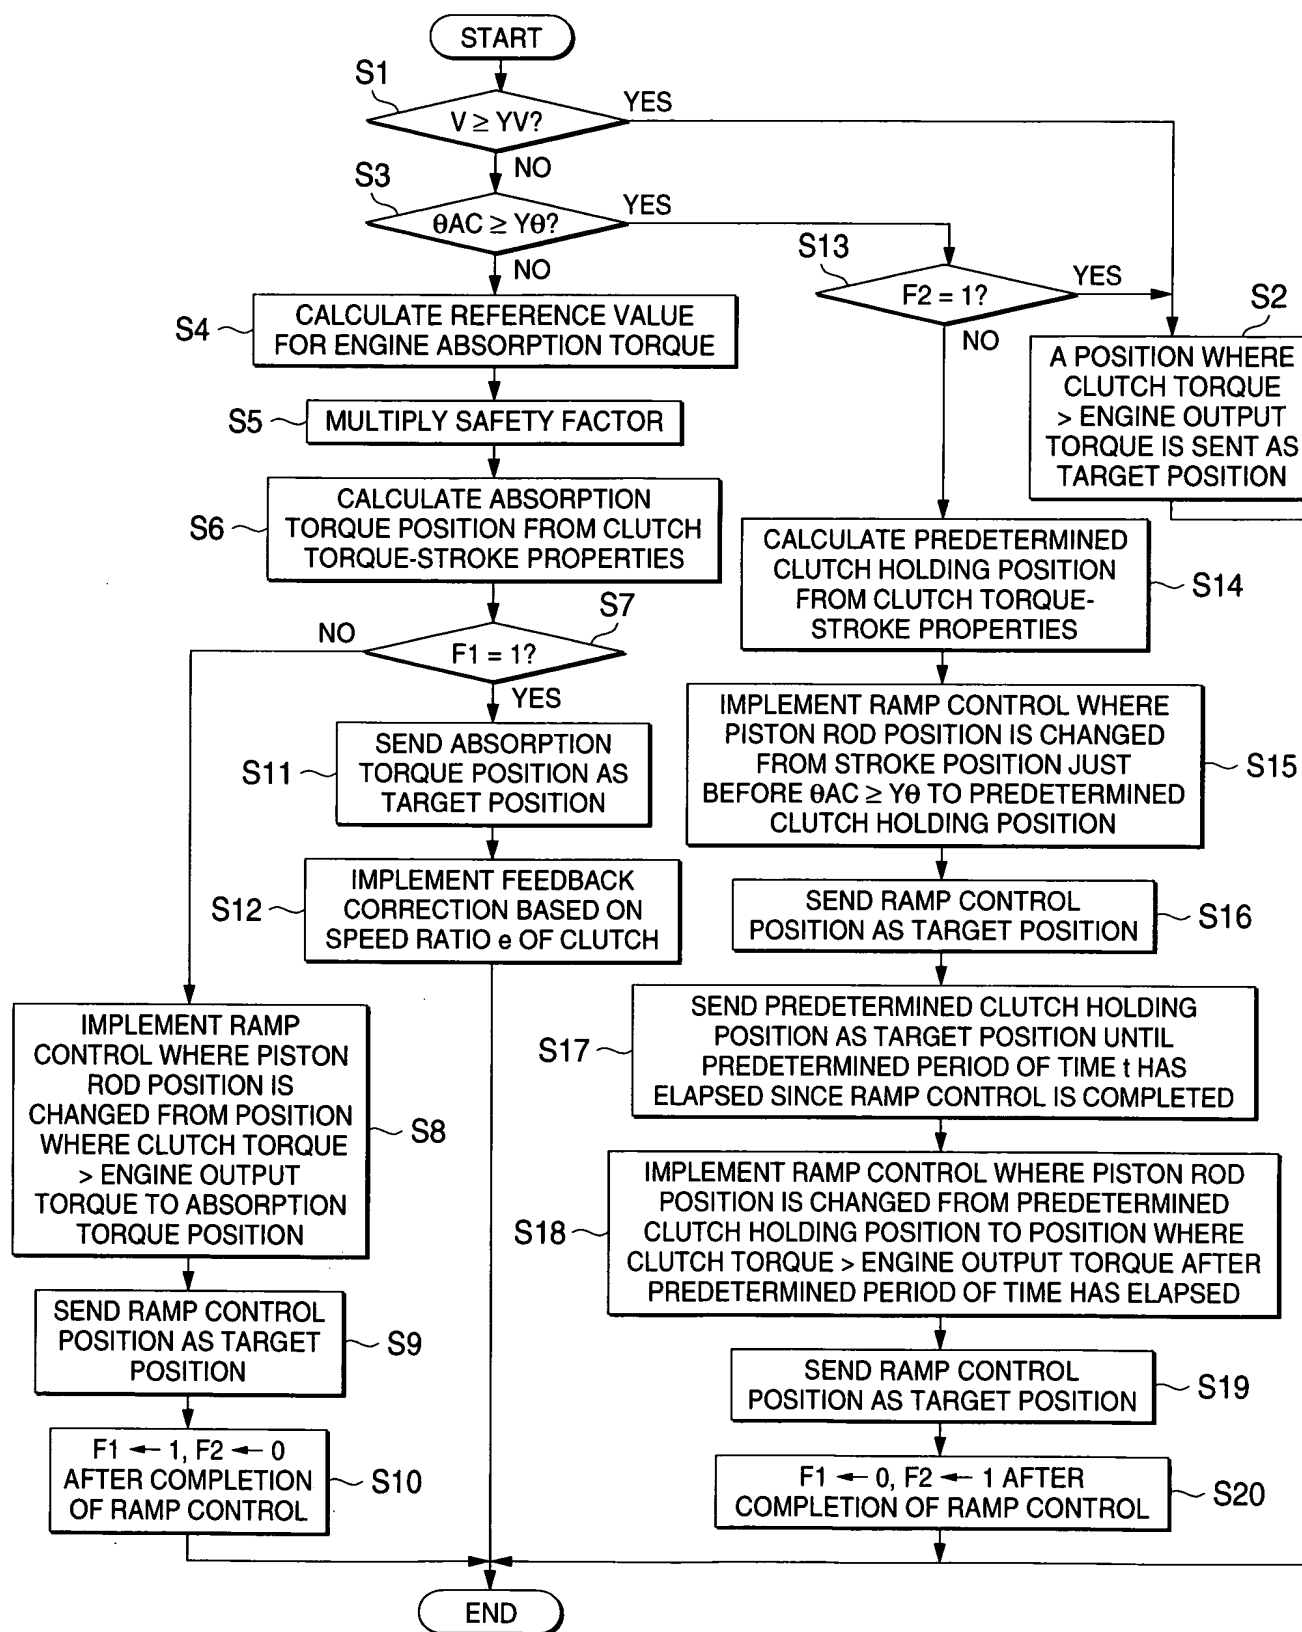 START
S1
V ≥ YV?
YES
NO
S3
θAC ≥ Yθ?
YES
NO
S13
F2 = 1?
YES
NO
S2
A POSITION WHERE
CLUTCH TORQUE
> ENGINE OUTPUT
TORQUE IS SENT AS
TARGET POSITION
S4
CALCULATE REFERENCE VALUE
FOR ENGINE ABSORPTION TORQUE
S5
MULTIPLY SAFETY FACTOR
S6
CALCULATE ABSORPTION
TORQUE POSITION FROM CLUTCH
TORQUE-STROKE PROPERTIES
S7
F1 = 1?
NO
YES
S11
SEND ABSORPTION
TORQUE POSITION AS
TARGET POSITION
S12
IMPLEMENT FEEDBACK
CORRECTION BASED ON
SPEED RATIO e OF CLUTCH
IMPLEMENT RAMP
CONTROL WHERE PISTON
ROD POSITION IS
CHANGED FROM POSITION
WHERE CLUTCH TORQUE
> ENGINE OUTPUT
TORQUE TO ABSORPTION
TORQUE POSITION
S8
SEND RAMP CONTROL
POSITION AS TARGET
POSITION
S9
F1 ← 1, F2 ← 0
AFTER COMPLETION
OF RAMP CONTROL
S10
CALCULATE PREDETERMINED
CLUTCH HOLDING POSITION
FROM CLUTCH TORQUE-
STROKE PROPERTIES
S14
IMPLEMENT RAMP CONTROL WHERE
PISTON ROD POSITION IS CHANGED
FROM STROKE POSITION JUST
BEFORE θAC ≥ Yθ TO PREDETERMINED
CLUTCH HOLDING POSITION
S15
SEND RAMP CONTROL
POSITION AS TARGET POSITION
S16
S17
SEND PREDETERMINED CLUTCH HOLDING
POSITION AS TARGET POSITION UNTIL
PREDETERMINED PERIOD OF TIME t HAS
ELAPSED SINCE RAMP CONTROL IS COMPLETED
S18
IMPLEMENT RAMP CONTROL WHERE PISTON ROD
POSITION IS CHANGED FROM PREDETERMINED
CLUTCH HOLDING POSITION TO POSITION WHERE
CLUTCH TORQUE > ENGINE OUTPUT TORQUE AFTER
PREDETERMINED PERIOD OF TIME HAS ELAPSED
SEND RAMP CONTROL
POSITION AS TARGET POSITION
S19
F1 ← 0, F2 ← 1 AFTER
COMPLETION OF RAMP CONTROL
S20
END